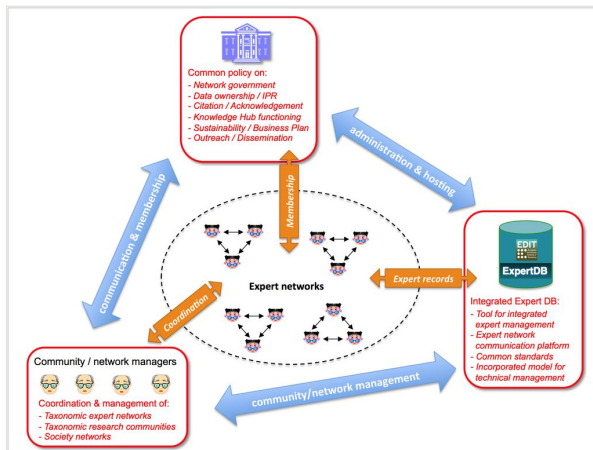 Common policy on:
- Network government
- Data ownership / IPR
- Citation / Acknowledgement
- Knowledge Hub functioning
- Sustainability / Business Plan
- Outreach / Dissemination
communication & membership
administration & hosting
Membership
Expert networks
Coordination
Expert records
EDIT
ExpertDB
Integrated Expert DB:
- Tool for integrated
expert management
- Expert network
communication platform
- Common standards
- Incorporated model for
technical management
Community / network managers
Coordination & management of:
- Taxonomic expert networks
- Taxonomic research communities
- Society networks
community/network management